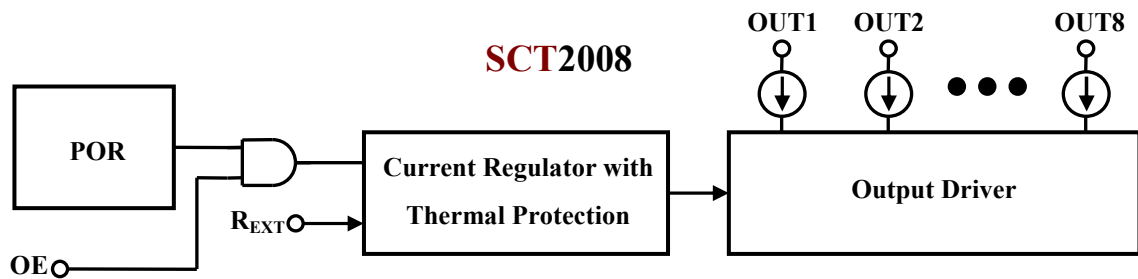 OUT1 OUT2 OUT8
SCT2008
POR
Current Regulator with
Thermal Protection
Output Driver
REXT
OE